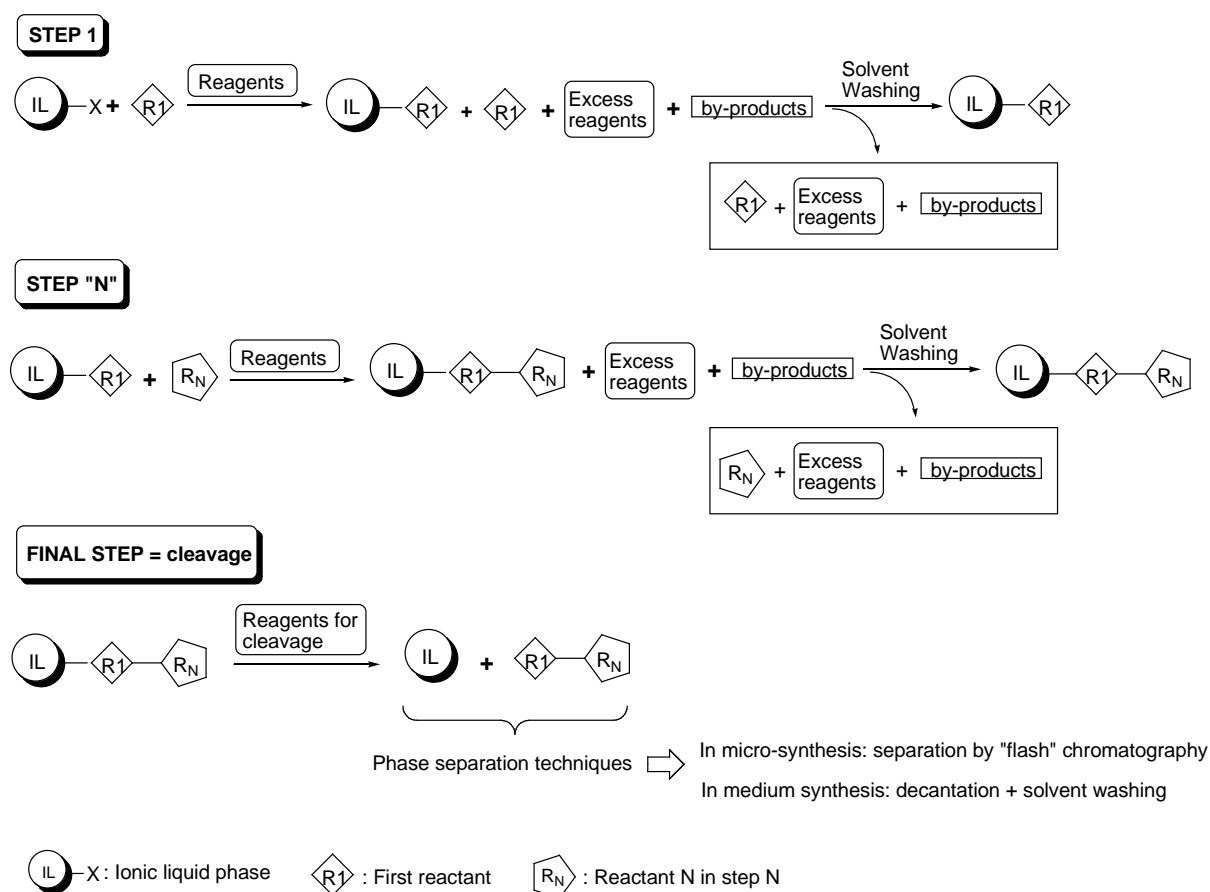 STEP 1
IL X + R1 Reagents IL R1 + R1 + Excess reagents + by-products Solvent Washing IL R1
R1 + Excess reagents + by-products
STEP "N"
IL R1 + RN Reagents IL R1 RN + Excess reagents + by-products Solvent Washing IL R1 RN
RN + Excess reagents + by-products
FINAL STEP = cleavage
IL R1 RN Reagents for cleavage IL + R1 RN
Phase separation techniques
In micro-synthesis: separation by "flash" chromatography
In medium synthesis: decantation + solvent washing
IL X : Ionic liquid phase R1 : First reactant RN : Reactant N in step N